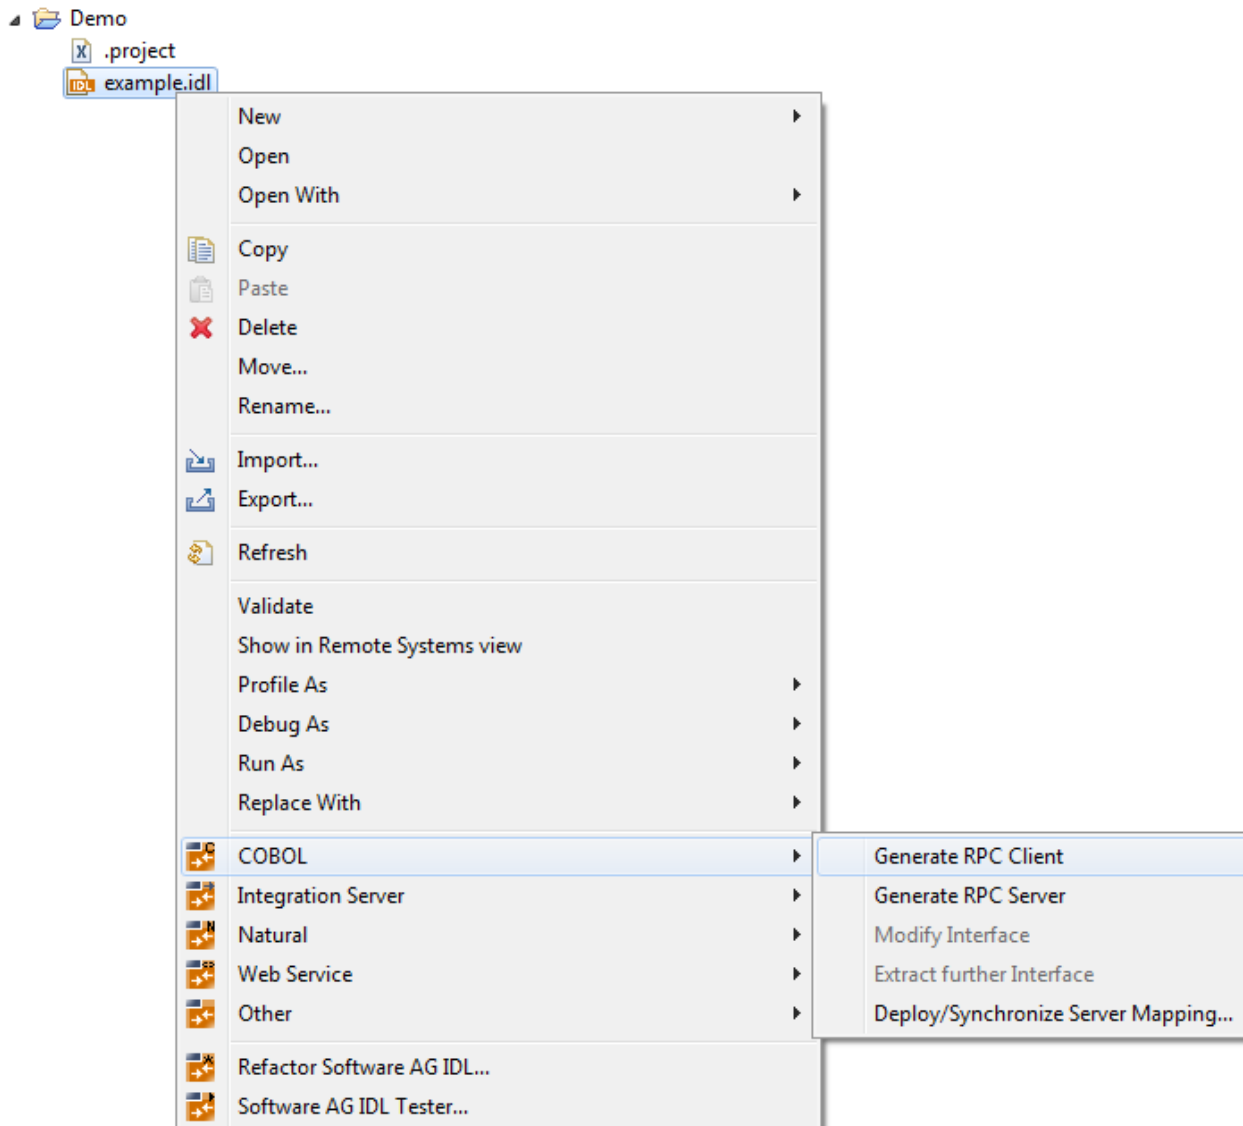 Demo
.project
example.idl
New
Open
Open With
Copy
Paste
Delete
Move...
Rename...
Import...
Export...
Refresh
Validate
Show in Remote Systems view
Profile As
Debug As
Run As
Replace With
COBOL
Generate RPC Client
Integration Server
Generate RPC Server
Natural
Modify Interface
Web Service
Extract further Interface
Other
Deploy/Synchronize Server Mapping...
Refactor Software AG IDL...
Software AG IDL Tester...